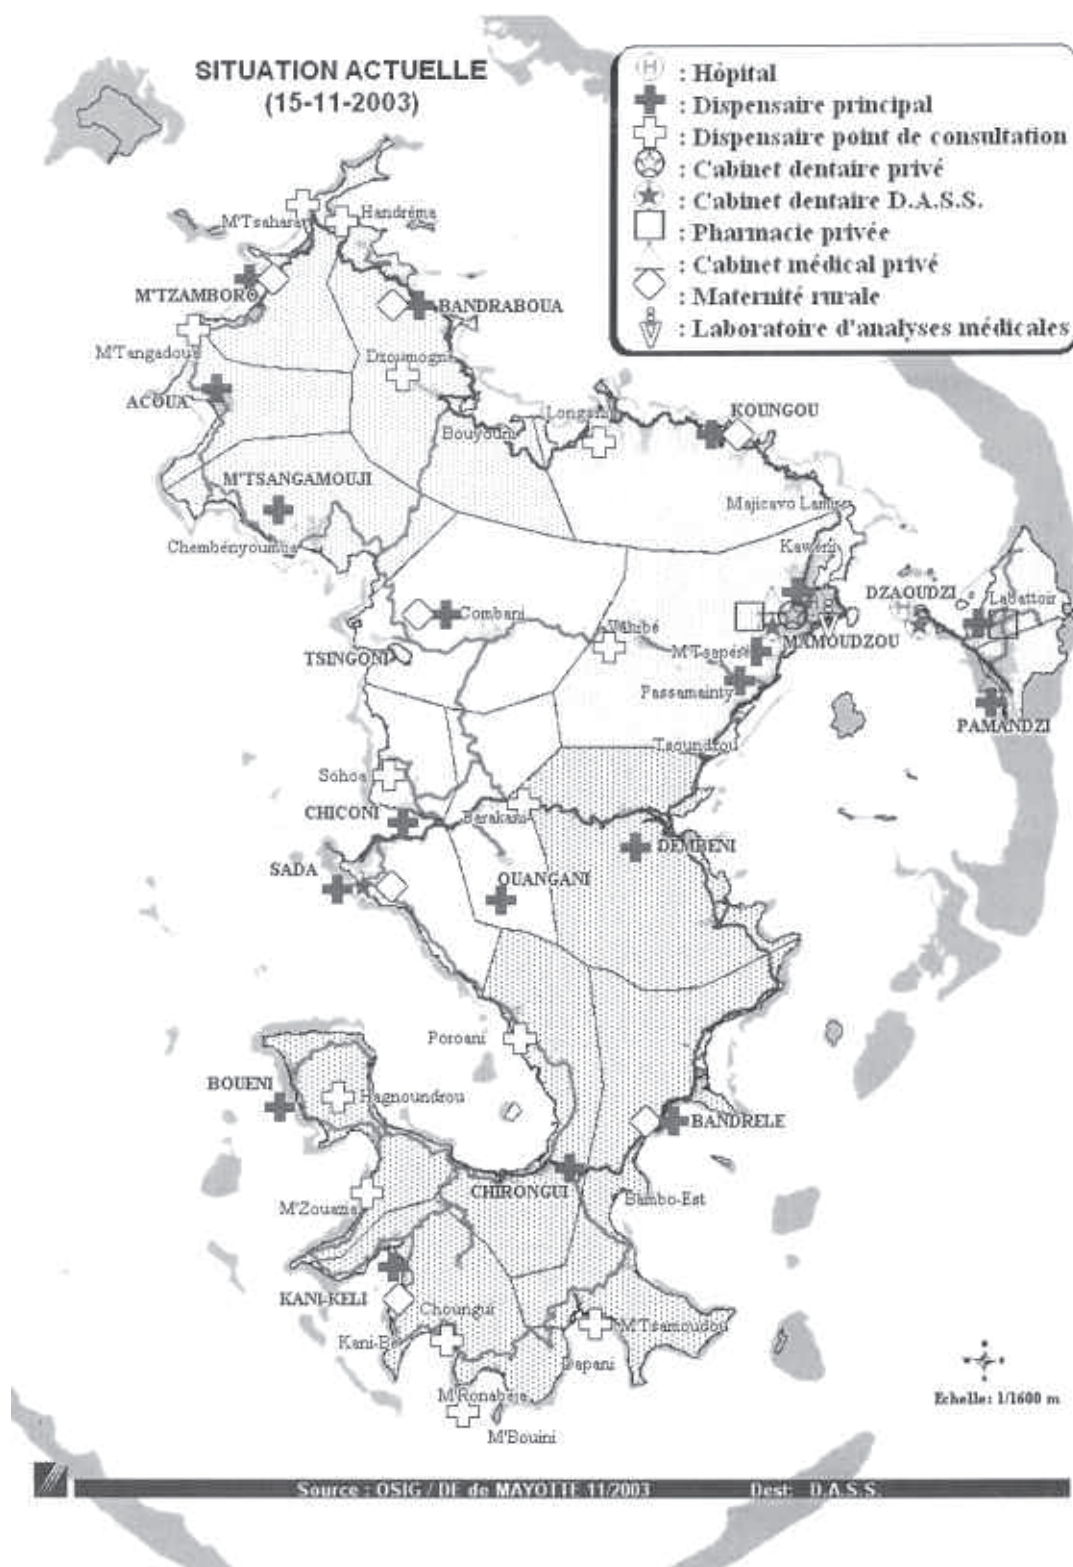 SITUATION ACTUELLE
(15-11-2003)
H : Hôpital
: Dispensaire principal
: Dispensaire point de consultation
: Cabinet dentaire privé
: Cabinet dentaire D.A.S.S.
: Pharmacie privée
: Cabinet médical privé
: Maternité rurale
: Laboratoire d'analyses médicales
M'Tsahara
Handréma
M'TZAMBORO
BANDRABOUA
M'Tangadoua
Dzoumogné
ACOUA
KOUNGOU
Longoni
Bouyouni
M'TSANGAMOUJI
Majicavo Lamirez
Chembényoumba
Kaweni
DZAOUDZI
Labattoir
H
Combani
Vahibé
MAMOUDZOU
M'Tsapéré
TSINGONI
Passamainty
PAMANDZI
Tsoundzou
Sohoa
CHICONI
Barakani
DEMBENI
SADA
OUANGANI
Poroani
BOUENI
Hagnoundrou
BANDRELE
CHIRONGUI
M'Zouasia
Bambo-Est
KANI-KELI
Choungui
M'Tsamoudou
Kani-Bé
Dapani
M'Ronabéja
M'Bouini
Echelle: 1/1600 m
Source : OSIG / DE de MAYOTTE 11/2003 Dest: D.A.S.S.